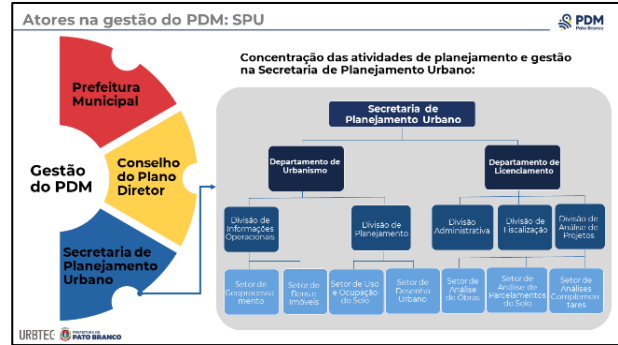 Atores na gestão do PDM: SPU
PDM
Pato Branco
Concentração das atividades de planejamento e gestão
na Secretaria de Planejamento Urbano:
Prefeitura
Municipal
Gestão
do PDM
Conselho
do Plano
Diretor
Secretaria de
Planejamento
Urbano
Secretaria de
Planejamento Urbano
Departamento de
Urbanismo
Departamento de
Licenciamento
Divisão de
Informações
Operacionais
Divisão de
Planejamento
Divisão
Administrativa
Divisão de
Fiscalização
Divisão de
Análise de
Projetos
Setor de
Geoprocessa
mento
Setor de
Bens e
Imóveis
Setor de Uso
e Ocupação
do Solo
Setor de
Desenho
Urbano
Setor de
Análise
de Obras
Setor de
Análise de
Parcelamentos
do Solo
Setor de
Análises
Complemen
tares
URBTEC
PREFEITURA DE
PATO BRANCO